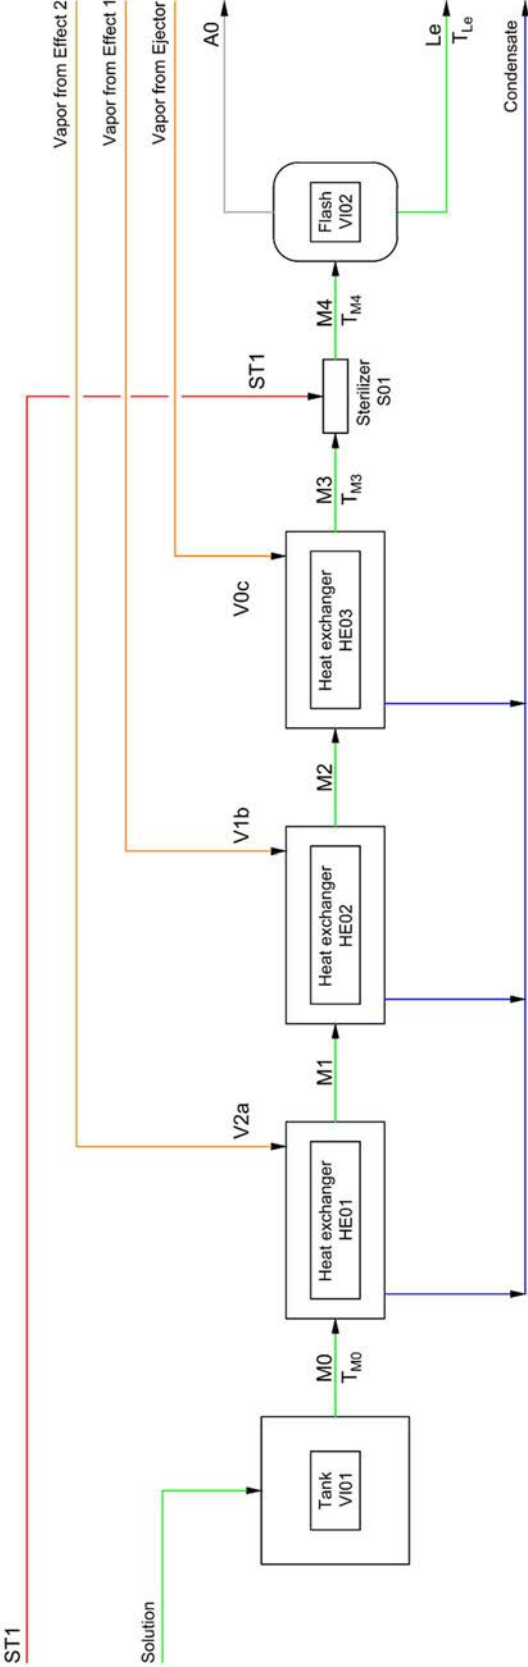 ST1
Solution
Tank
VI01
M0
T_M0
Heat exchanger
HE01
V2a
M1
Heat exchanger
HE02
V1b
M2
Heat exchanger
HE03
V0c
M3
T_M3
ST1
Sterilizer
S01
M4
T_M4
Flash
VI02
Vapor from Effect 2
Vapor from Effect 1
Vapor from Ejector
A0
Le
T_Le
Condensate